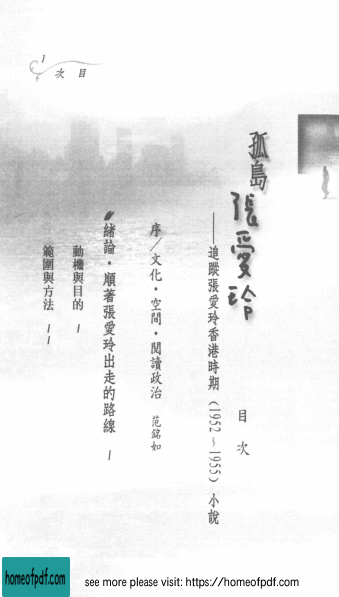 1
目次
孤島張愛玲
——追蹤張愛玲香港時期（1952～1955）小說
目次
序／文化・空間・閱讀政治 范銘如
緒論・順著張愛玲出走的路線 1
動機與目的 1
範圍與方法 11
homeofpdf.com
see more please visit: https://homeofpdf.com